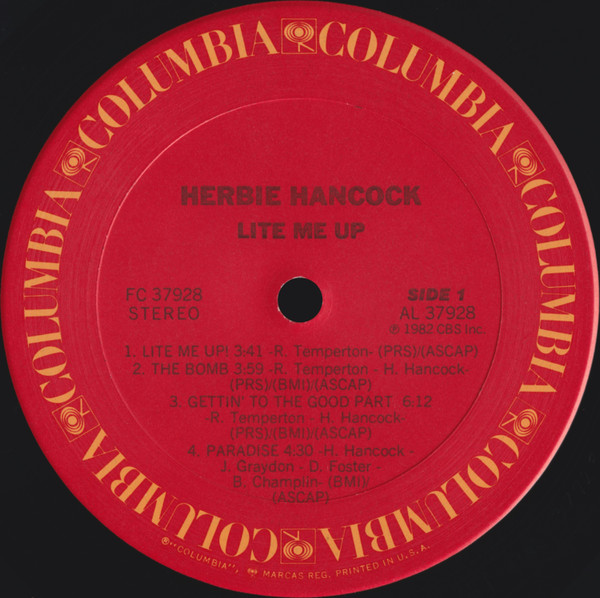 COLUMBIA COLUMBIA COLUMBIA COLUMBIA COLUMBIA COLUMBIA COLUMBIA COLUMBIA
HERBIE HANCOCK
LITE ME UP
FC 37928
STEREO
SIDE 1
AL 37928
℗ 1982 CBS Inc.
1. LITE ME UP! 3:41 -R. Temperton- (PRS)/(ASCAP)
2. THE BOMB 3:59 -R. Temperton - H. Hancock-
(PRS)/(BMI)/(ASCAP)
3. GETTIN' TO THE GOOD PART 6:12
-R. Temperton - H. Hancock-
(PRS)/(BMI)/(ASCAP)
4. PARADISE 4:30 -H. Hancock -
J. Graydon - D. Foster -
B. Champlin- (BMI)/
(ASCAP)
®"COLUMBIA", MARCAS REG. PRINTED IN U.S.A.